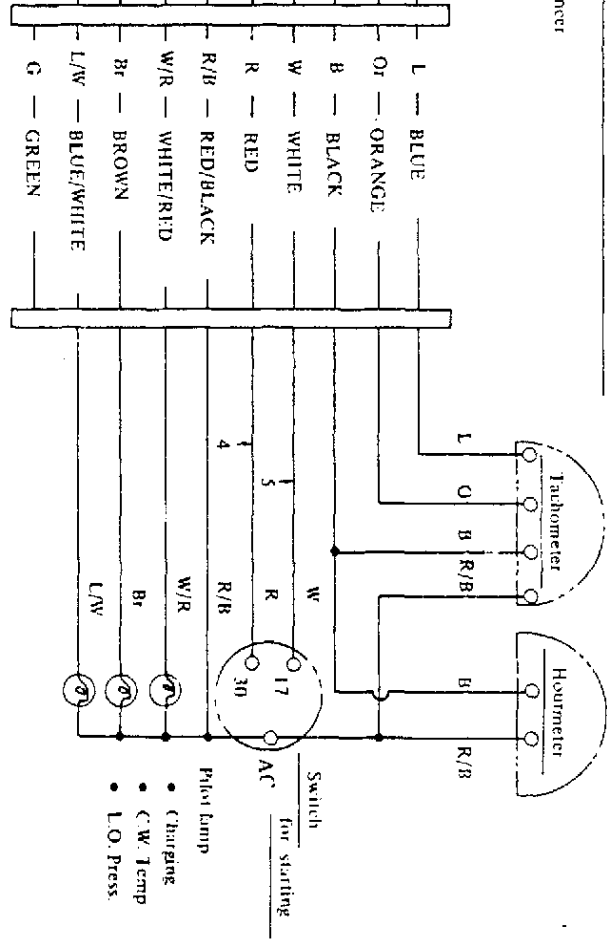 ncer
L — BLUE
Or — ORANGE
B — BLACK
W — WHITE
R — RED
R/B — RED/BLACK
W/R — WHITE/RED
Br — BROWN
L/W — BLUE/WHITE
G — GREEN
Tachometer
L
O
B
R/B
Hourmeter
B
R/B
4
5
W
R
R/B
W/R
Br
L/W
17
30
AC
Switch
for starting
Pilot lamp
• Charging
• C.W. Temp
• L.O. Press.